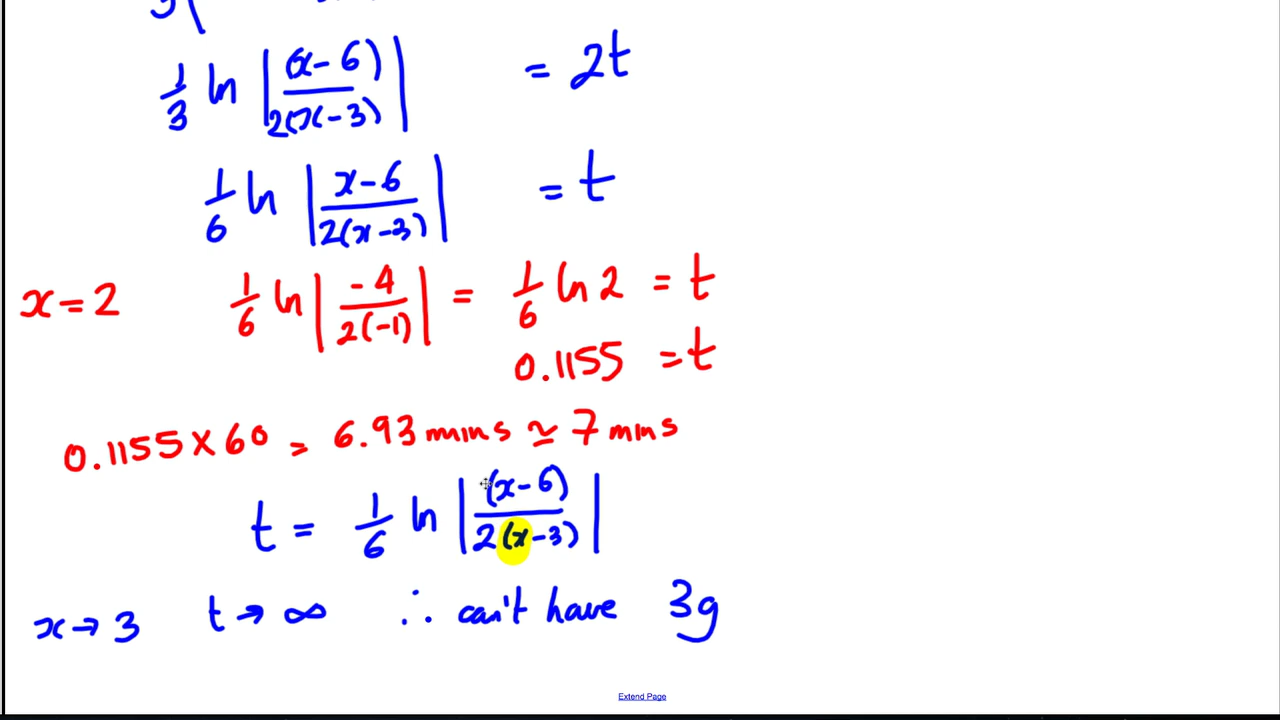 1/3 ln |(x-6)/2(x-3)| = 2t
1/6 ln |x-6/2(x-3)| = t
x = 2 1/6 ln |-4/2(-1)| = 1/6 ln 2 = t
0.1155 = t
0.1155 x 60 = 6.93 mins ≃ 7 mins
t = 1/6 ln |(x-6)/2(x-3)|
x → 3 t → ∞ ∴ can't have 3g
Extend Page